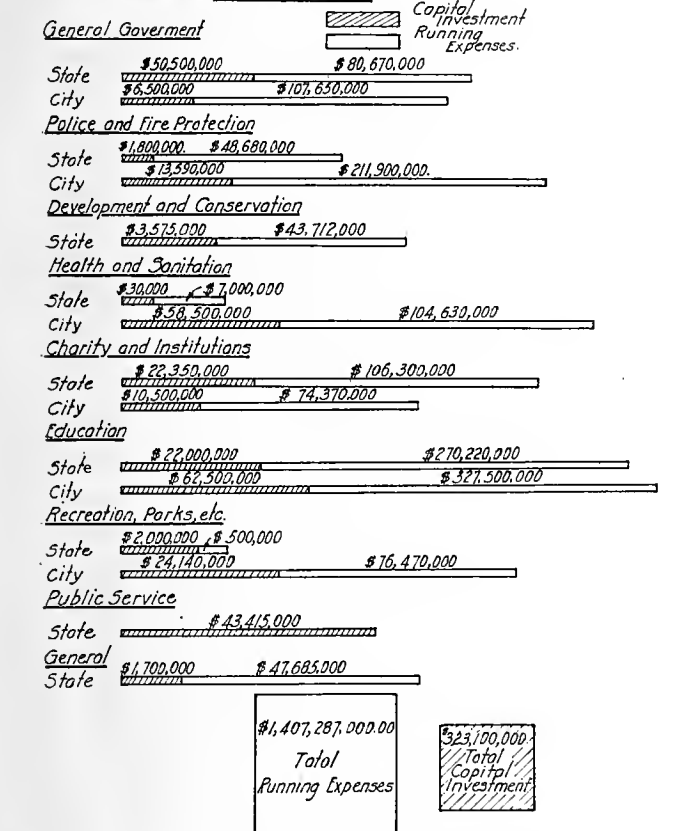 Capital
Investment
General Goverment
Running
Expenses.
$50,500,000 $80,670,000
State
$6,500,000 $107,650,000
City
Police and Fire Protection
$1,800,000. $48,680,000
State
$13,590,000 $211,900,000.
City
Development and Conservation
$3,575,000 $43,712,000
State
Health and Sanitation
$30,000 $7,000,000
State
$58,500,000 $104,630,000
City
Charity and Institutions
$22,350,000 $106,300,000
State
$10,500,000 $74,370.000
City
Education
$22,000,000 $270,220,000
State
$62,500,000 $327,500,000
City
Recreation, Parks, etc.
$2,000,000 $500,000
State
$24,140,000 $76,470,000
City
Public Service
$43,415,000
State
General
$1,700,000 $47,685.000
State
$1,407,287,000.00
Total
Running Expenses
$323,100,000.
Total
Capital
Investment